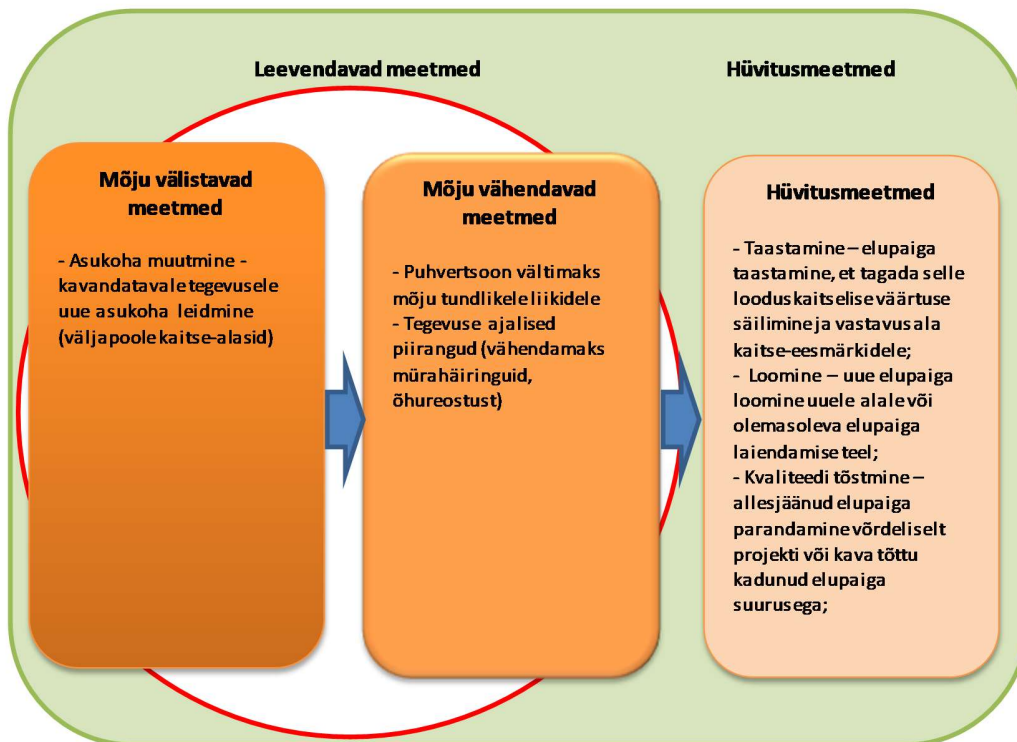 Leevendavad meetmed
Hüvitusmeetmed
Mõju välistavad
meetmed
- Asukoha muutmine -
kavandatavale tegevusele
uue asukoha leidmine
(väljapoole kaitse-alasid)
Mõju vähendavad
meetmed
- Puhvertsoon vältimaks
mõju tundlikele liikidele
- Tegevuse ajalised
piirangud (vähendamaks
mürahäiringuid,
õhureostust)
Hüvitusmeetmed
- Taastamine – elupaiga
taastamine, et tagada selle
looduskaitselise väärtuse
säilimine ja vastavus ala
kaitse-eesmärkidele;
- Loomine – uue elupaiga
loomine uuele alale või
olemasoleva elupaiga
laiendamise teel;
- Kvaliteedi tõstmine –
allesjäänud elupaiga
parandamine võrdeliselt
projekti või kava tõttu
kadunud elupaiga
suurusega;